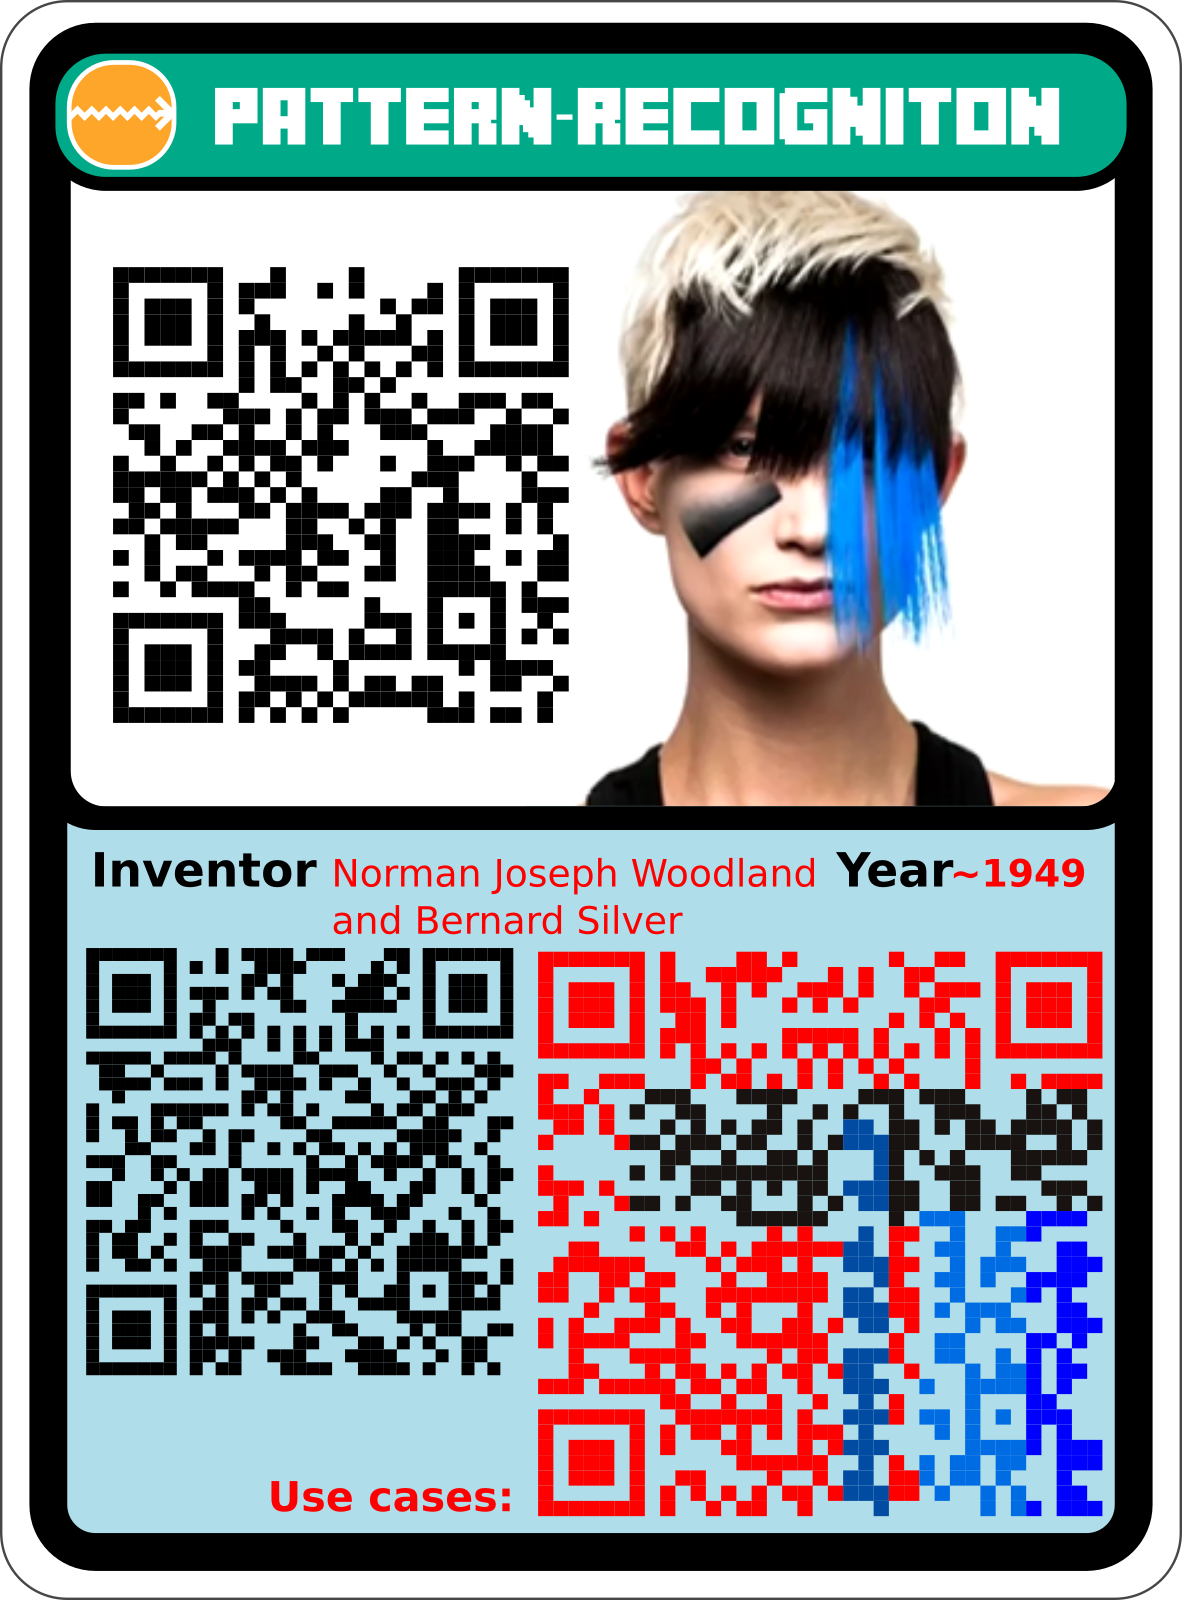 PATTERN-RECOGNITON
Inventor Norman Joseph Woodland Year~1949
and Bernard Silver
Use cases: